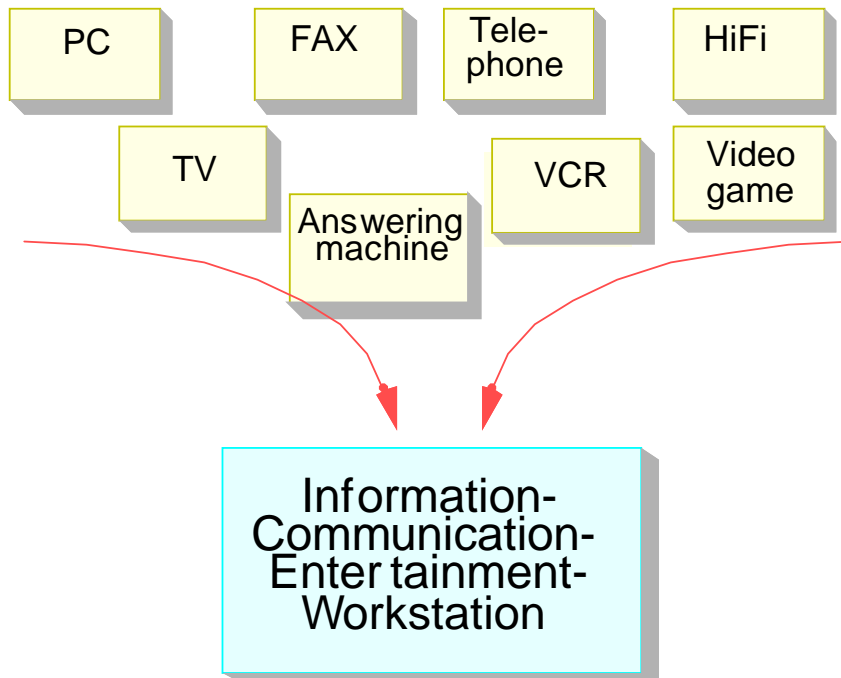 PC
FAX
Tele-
phone
HiFi
TV
Answering
machine
VCR
Video
game
Information-
Communication-
Entertainment-
Workstation